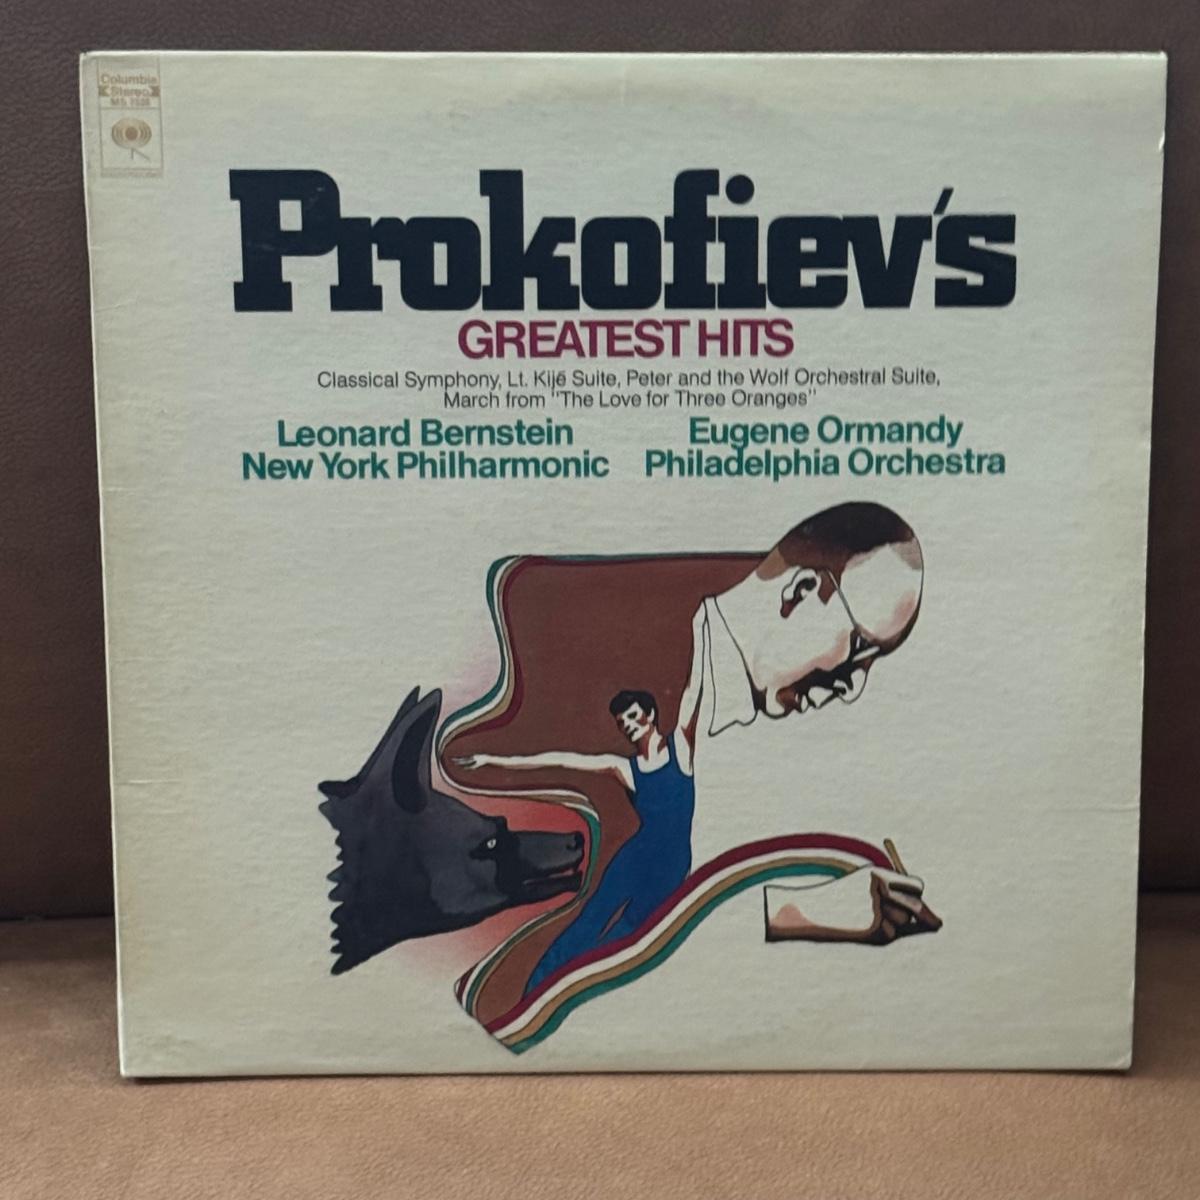 Columbia
Stereo
Prokofiev's
GREATEST HITS
Classical Symphony, Lt. Kijé Suite, Peter and the Wolf Orchestral Suite,
March from "The Love for Three Oranges"
Leonard Bernstein
New York Philharmonic
Eugene Ormandy
Philadelphia Orchestra